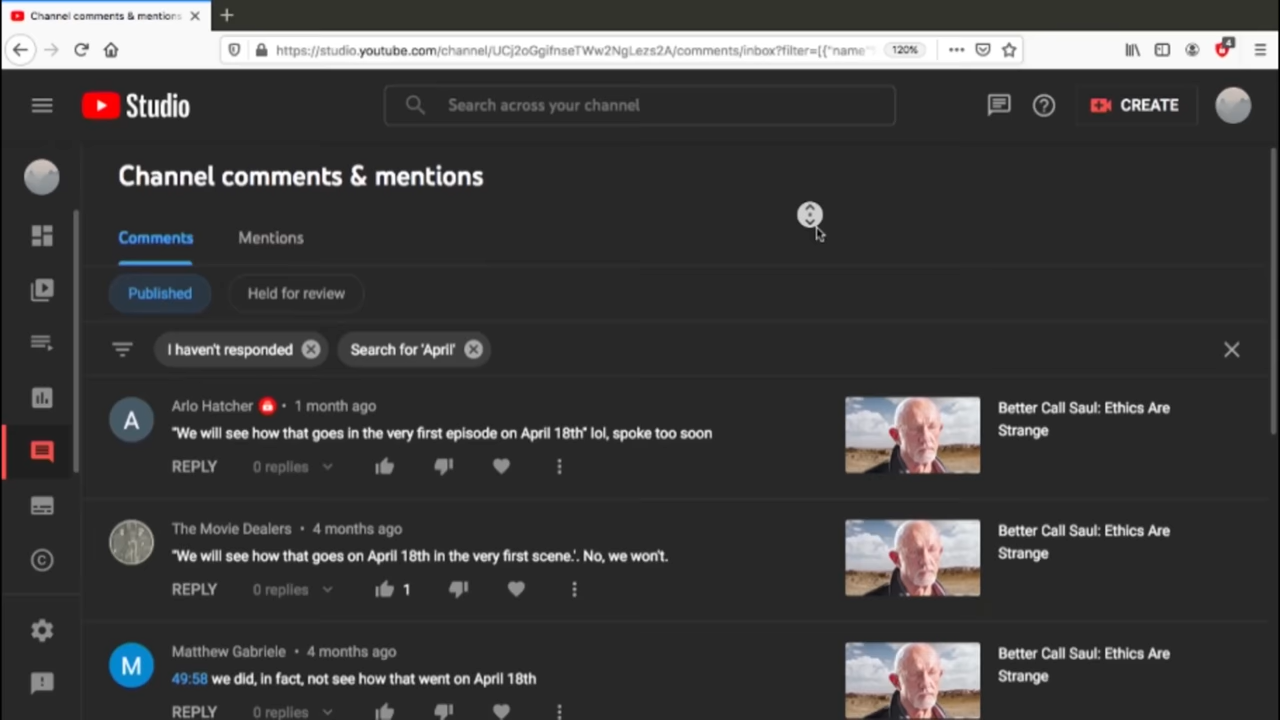 Channel comments & mentions
https://studio.youtube.com/channel/UCj2oGgifnseTWw2NgLezs2A/comments/inbox?filter=[{"name"
120%
4
Studio
Search across your channel
CREATE
Channel comments & mentions
Comments
Mentions
Published
Held for review
I haven't responded
Search for 'April'
A
Arlo Hatcher • 1 month ago
"We will see how that goes in the very first episode on April 18th" lol, spoke too soon
REPLY
0 replies
Better Call Saul: Ethics Are
Strange
The Movie Dealers • 4 months ago
"We will see how that goes on April 18th in the very first scene.'. No, we won't.
REPLY
0 replies
1
Better Call Saul: Ethics Are
Strange
M
Matthew Gabriele • 4 months ago
49:58 we did, in fact, not see how that went on April 18th
REPLY
0 replies
Better Call Saul: Ethics Are
Strange